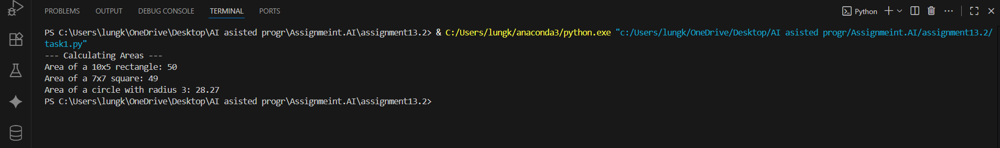 PROBLEMS OUTPUT DEBUG CONSOLE TERMINAL PORTS Python
PS C:\Users\lungk\OneDrive\Desktop\AI asisted progr\Assignmeint.AI\assignment13.2> & C:/Users/lungk/anaconda3/python.exe "c:/Users/lungk/OneDrive/Desktop/AI asisted progr/Assignmeint.AI/assignment13.2/
task1.py"
--- Calculating Areas ---
Area of a 10x5 rectangle: 50
Area of a 7x7 square: 49
Area of a circle with radius 3: 28.27
PS C:\Users\lungk\OneDrive\Desktop\AI asisted progr\Assignmeint.AI\assignment13.2>